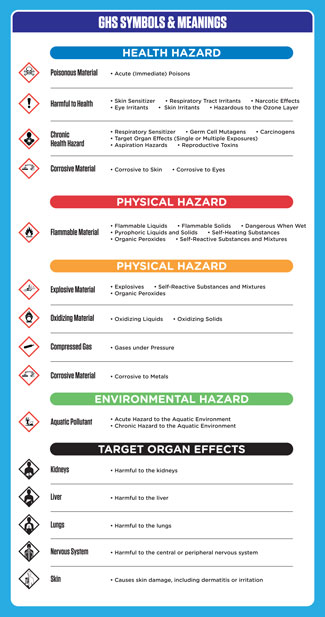 GHS SYMBOLS & MEANINGS
HEALTH HAZARD
Poisonous Material
• Acute (Immediate) Poisons
Harmful to Health
• Skin Sensitizer • Respiratory Tract Irritants • Narcotic Effects
• Eye Irritants • Skin Irritants • Hazardous to the Ozone Layer
Chronic
Health Hazard
• Respiratory Sensitizer • Germ Cell Mutagens • Carcinogens
• Target Organ Effects (Single or Multiple Exposures)
• Aspiration Hazards • Reproductive Toxins
Corrosive Material
• Corrosive to Skin • Corrosive to Eyes
PHYSICAL HAZARD
Flammable Material
• Flammable Liquids • Flammable Solids • Dangerous When Wet
• Pyrophoric Liquids and Solids • Self-Heating Substances
• Organic Peroxides • Self-Reactive Substances and Mixtures
PHYSICAL HAZARD
Explosive Material
• Explosives • Self-Reactive Substances and Mixtures
• Organic Peroxides
Oxidizing Material
• Oxidizing Liquids • Oxidizing Solids
Compressed Gas
• Gases under Pressure
Corrosive Material
• Corrosive to Metals
ENVIRONMENTAL HAZARD
Aquatic Pollutant
• Acute Hazard to the Aquatic Environment
• Chronic Hazard to the Aquatic Environment
TARGET ORGAN EFFECTS
Kidneys
• Harmful to the kidneys
Liver
• Harmful to the liver
Lungs
• Harmful to the lungs
Nervous System
• Harmful to the central or peripheral nervous system
Skin
• Causes skin damage, including dermatitis or irritation